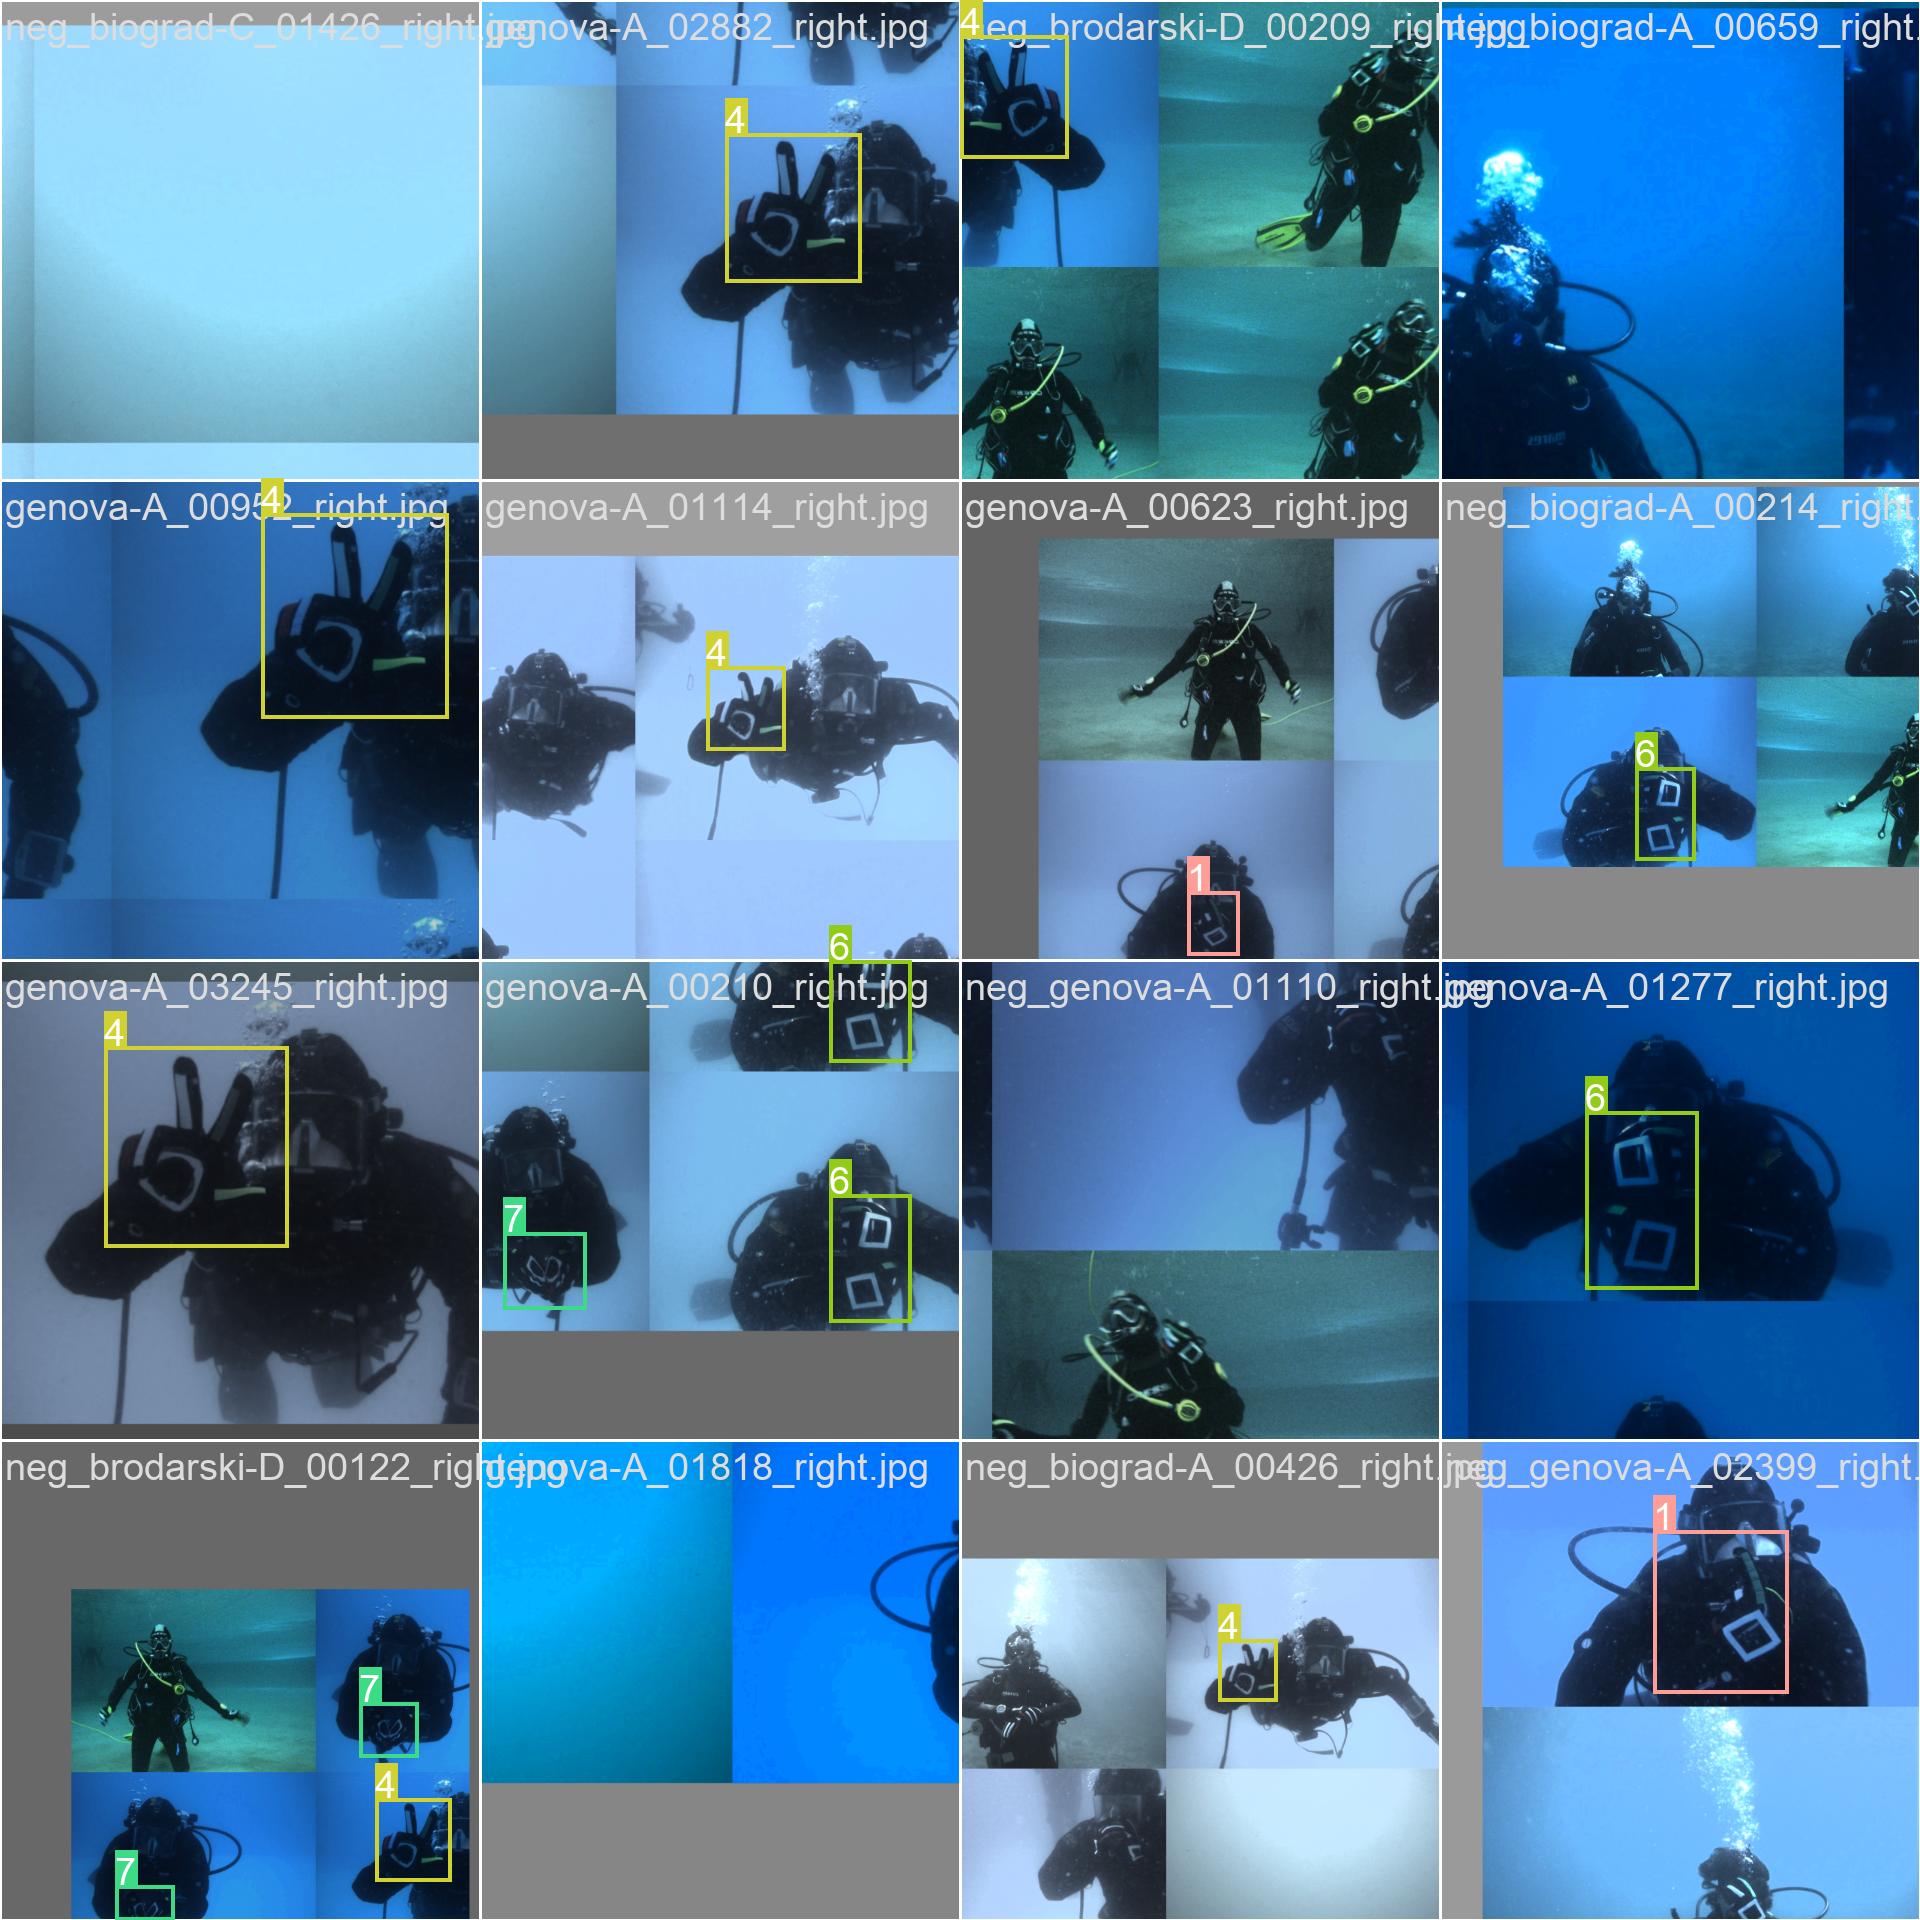 neg_biograd-C_01426_right.jpg
genova-A_02882_right.jpg
4
neg_brodarski-D_00209_right.jpg
4
neg_biograd-A_00659_right.
genova-A_00952_right.jpg
4
genova-A_01114_right.jpg
4
6
genova-A_00623_right.jpg
1
neg_biograd-A_00214_right.
6
genova-A_03245_right.jpg
4
genova-A_00210_right.jpg
6
7
6
neg_genova-A_01110_right.jpg
genova-A_01277_right.jpg
6
neg_brodarski-D_00122_right.jpg
7
4
7
genova-A_01818_right.jpg
neg_biograd-A_00426_right.jpg
4
neg_genova-A_02399_right.
1